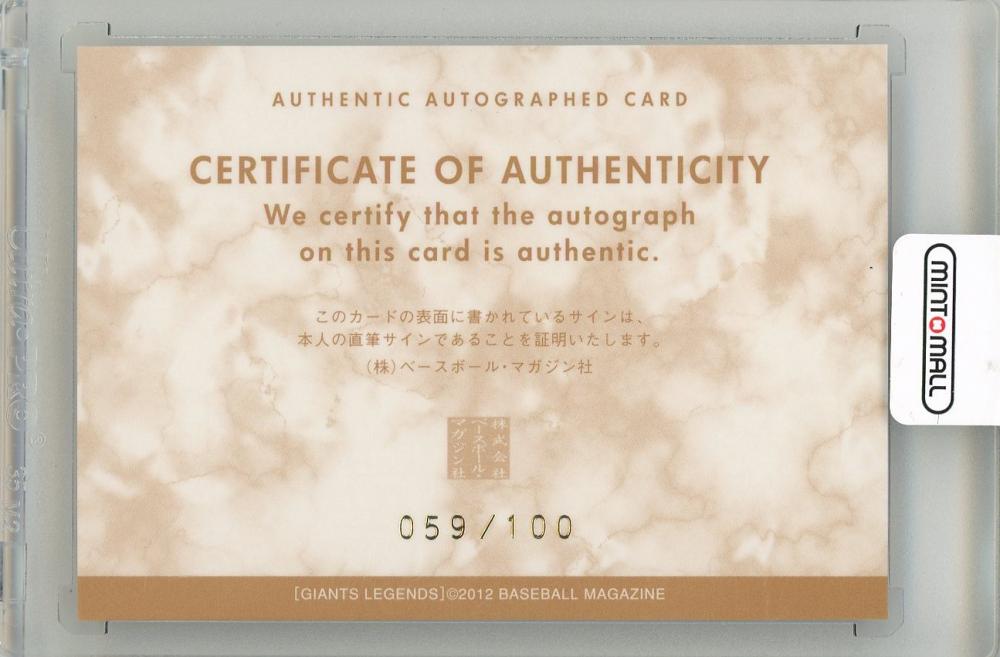 AUTHENTIC AUTOGRAPHED CARD
CERTIFICATE OF AUTHENTICITY
We certify that the autograph
on this card is authentic.
このカードの表面に書かれているサインは、
本人の直筆サインであることを証明いたします。
(株)ベースボール・マガジン社
株式会社
ベースボール・
マガジン社
059/100
[GIANTS LEGENDS]©2012 BASEBALL MAGAZINE
MINTOMALL